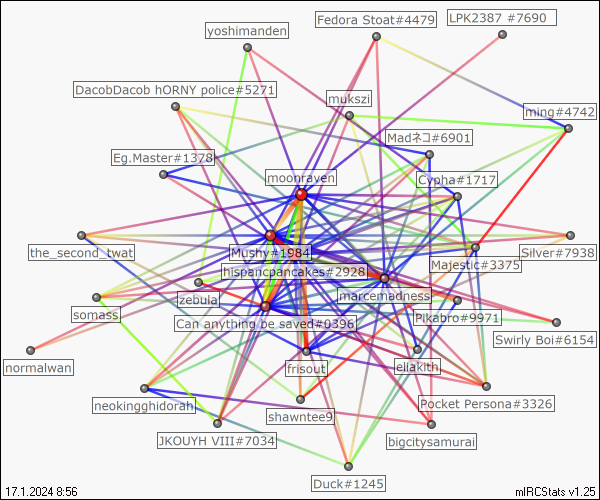 Fedora Stoat#4479
LPK2387 #7690
yoshimanden
DacobDacob hORNY police#5271
mukszi
ming#4742
Madネコ#6901
Eg.Master#1378
moonraven
Cypha#1717
the_second_twat
Mushy#1984
Majestic#3375
Silver#7938
hispancpancakes#2928
zebula
marcemadness
somass
Can anything be saved#0396
Pikabro#9971
Swirly Boi#6154
normalwan
frisout
eliakith
neokingghidorah
shawntee9
Pocket Persona#3326
JKOUYH VIII#7034
bigcitysamurai
Duck#1245
17.1.2024 8:56
mIRCStats v1.25